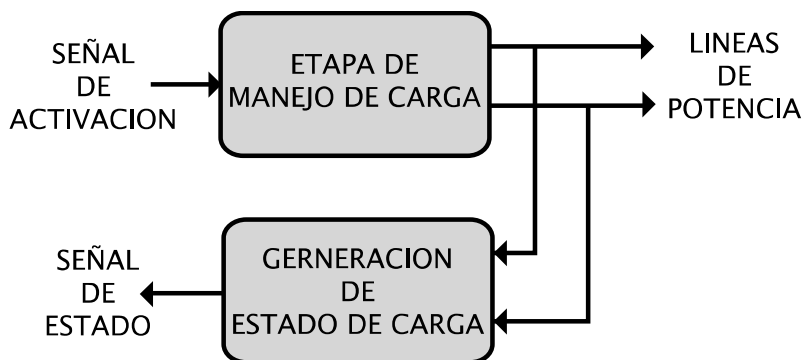 SEÑAL
DE
ACTIVACION
ETAPA DE
MANEJO DE CARGA
LINEAS
DE
POTENCIA
SEÑAL
DE
ESTADO
GERNERACION
DE
ESTADO DE CARGA